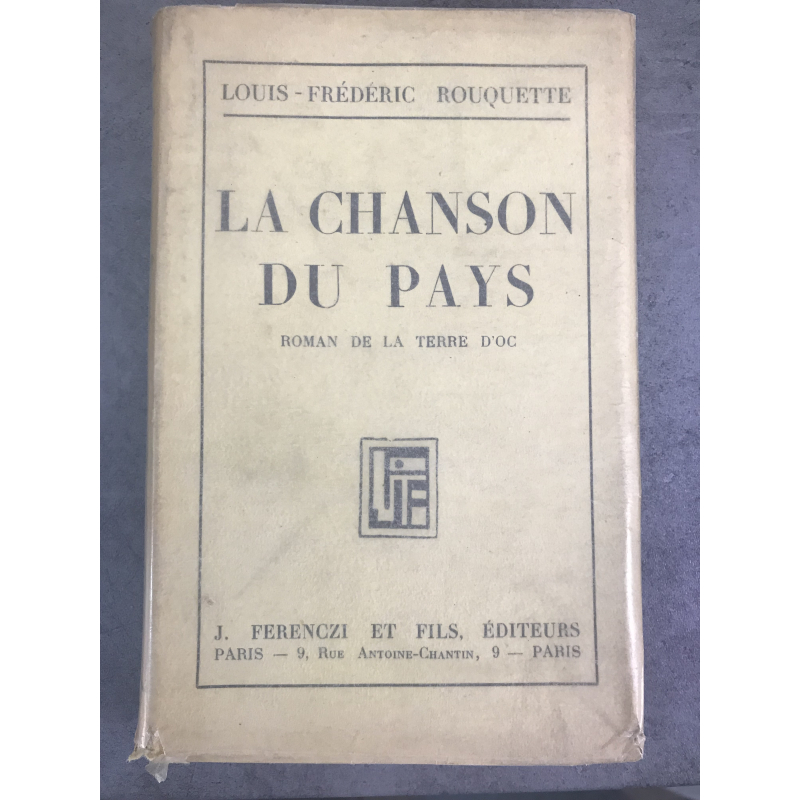 LOUIS-FRÉDÉRIC ROUQUETTE
LA CHANSON
DU PAYS
ROMAN DE LA TERRE D'OC
J. FERENCZI ET FILS, ÉDITEURS
PARIS — 9, RUE ANTOINE-CHANTIN, 9 — PARIS